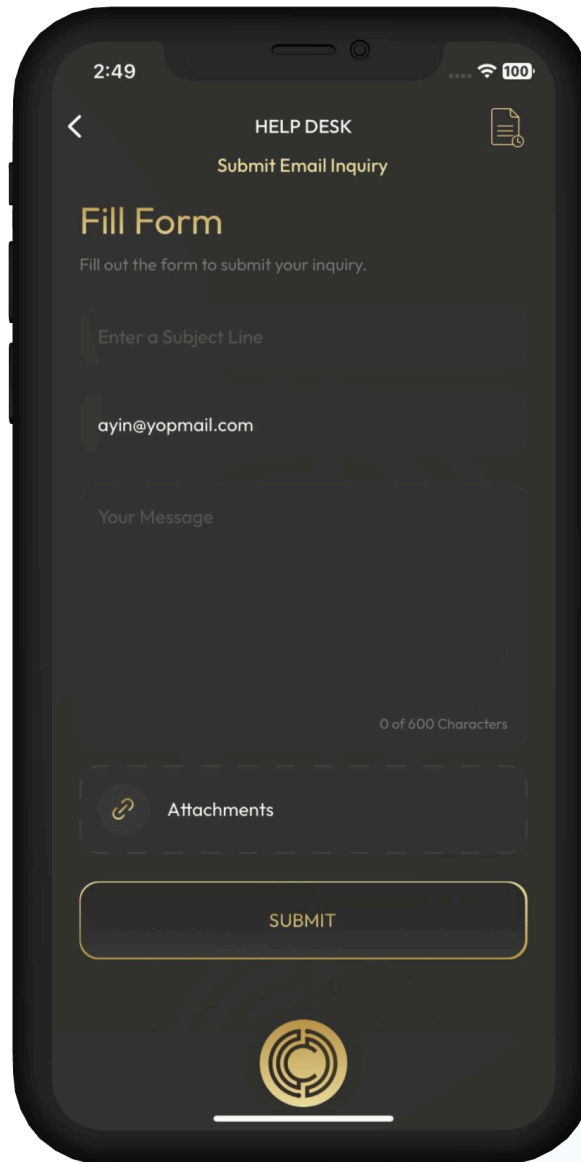 2:49
100
HELP DESK
Submit Email Inquiry
Fill Form
Fill out the form to submit your inquiry.
Enter a Subject Line
ayin@yopmail.com
Your Message
0 of 600 Characters
Attachments
SUBMIT